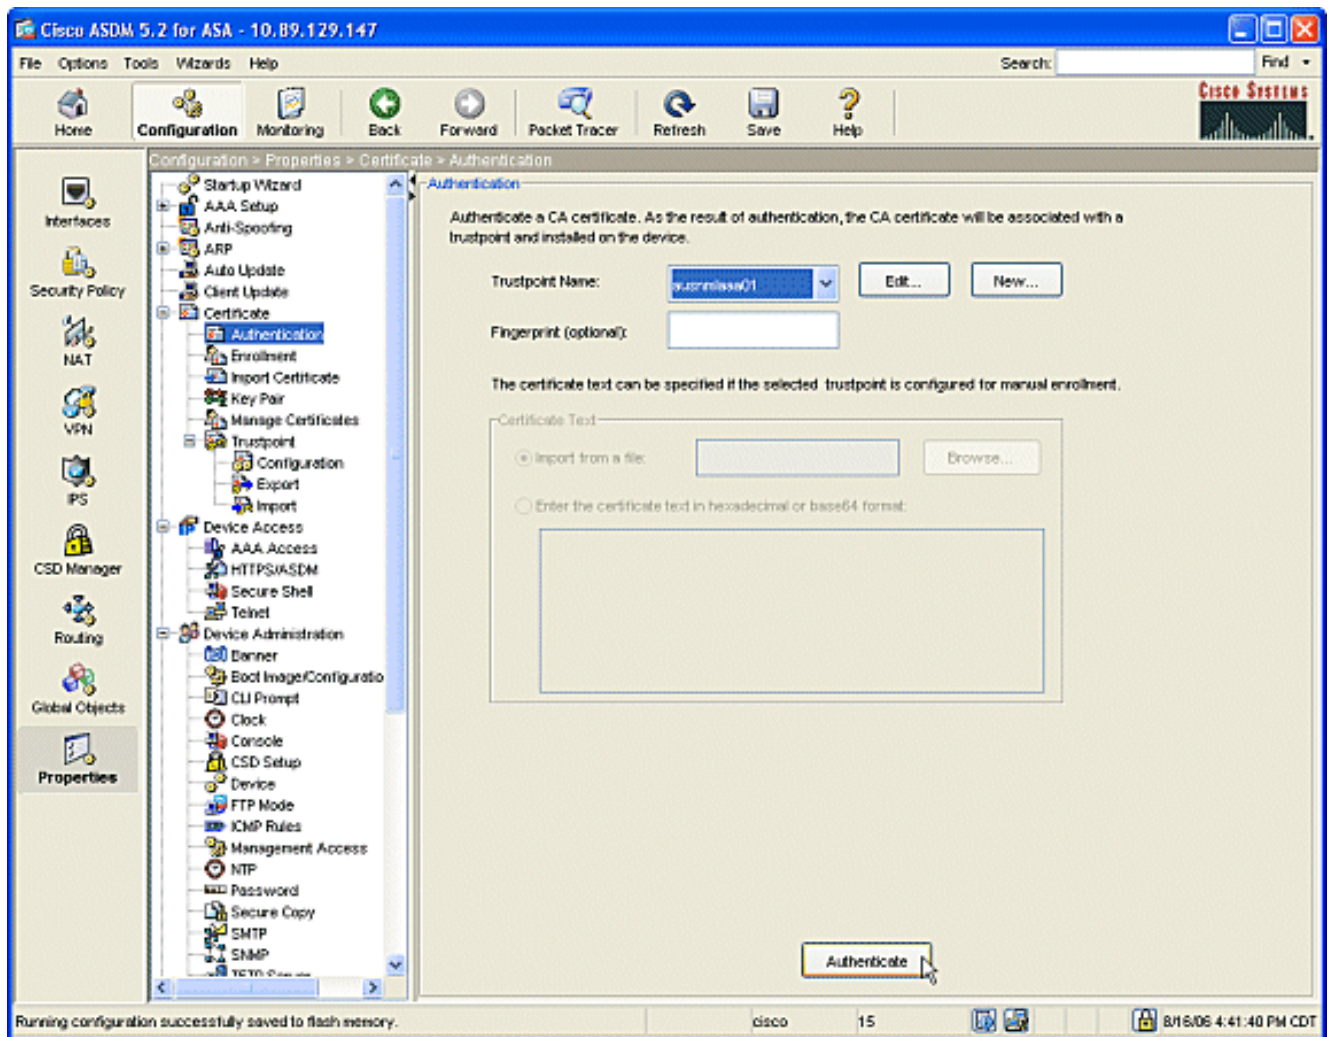 Cisco ASDM 5.2 for ASA - 10.89.129.147
File Options Tools Wizards Help Search: Find
Home Configuration Monitoring Back Forward Packet Tracer Refresh Save Help
CISCO SYSTEMS
Configuration > Properties > Certificate > Authentication
Interfaces
Security Policy
NAT
VPN
IPS
CSD Manager
Routing
Global Objects
Properties
Startup Wizard
AAA Setup
Anti-Spoofing
ARP
Auto Update
Client Update
Certificate
Authentication
Enrollment
Import Certificate
Key Pair
Manage Certificates
Trustpoint
Configuration
Export
Import
Device Access
AAA Access
HTTPS/ASDM
Secure Shell
Telnet
Device Administration
Banner
Boot Image/Configuratio
CLI Prompt
Clock
Console
CSD Setup
Device
FTP Mode
ICMP Rules
Management Access
NTP
Password
Secure Copy
SMTP
SNMP
Authentication
Authenticate a CA certificate. As the result of authentication, the CA certificate will be associated with a
trustpoint and installed on the device.
Trustpoint Name: Edit... New...
Fingerprint (optional):
The certificate text can be specified if the selected trustpoint is configured for manual enrollment.
Certificate Text
Import from a file: Browse...
Enter the certificate text in hexadecimal or base64 format:
Authenticate
Running configuration successfully saved to flash memory. cisco 15 8/16/06 4:41:40 PM CDT